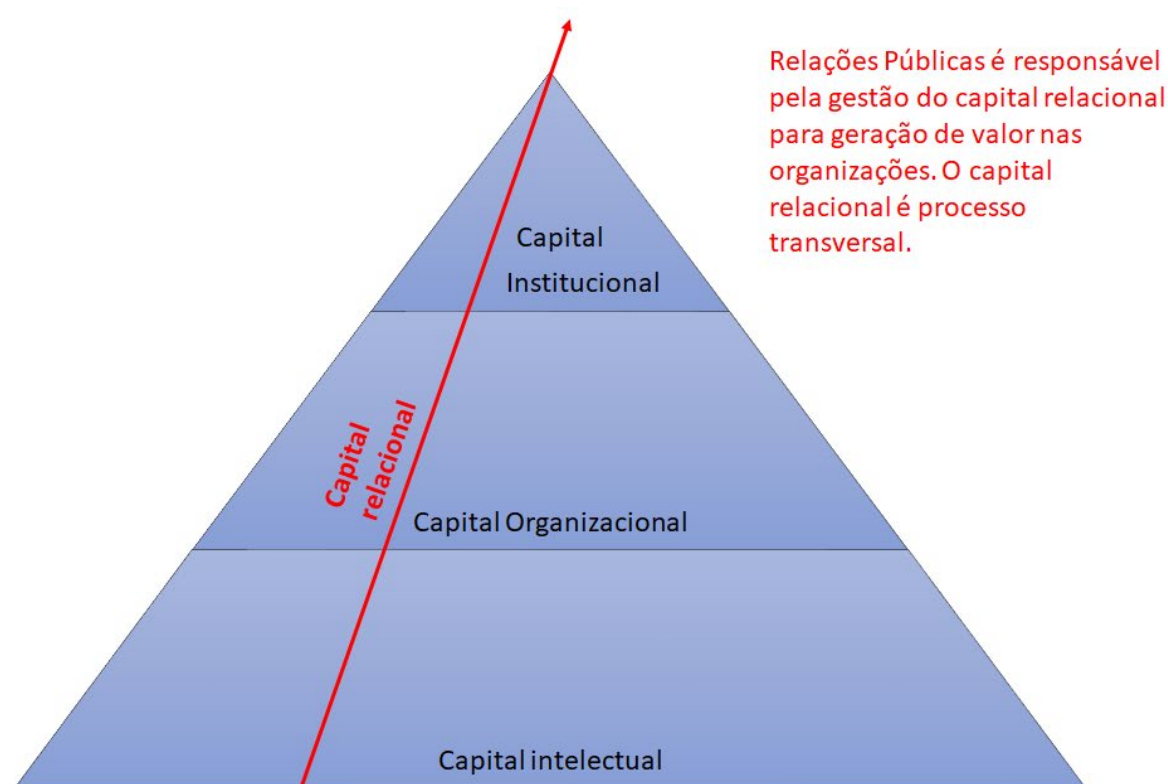 Relações Públicas é responsável
pela gestão do capital relacional
para geração de valor nas
organizações. O capital
relacional é processo
transversal.
Capital
Institucional
Capital
relacional
Capital Organizacional
Capital intelectual